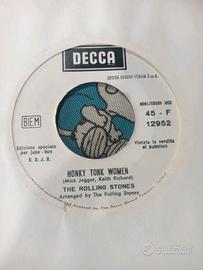 DECCA
DECCA DISCHI ITALIA S.p.A.
BIEM
45 - F
12952
Edizione speciale
per juke - box
R. D. J. B.
Vietata la vendita
al pubblico
HONKY TONK WOMEN
(Mick Jagger, Keith Richard)
THE ROLLING STONES
Arranged by The Rolling Stones
subito